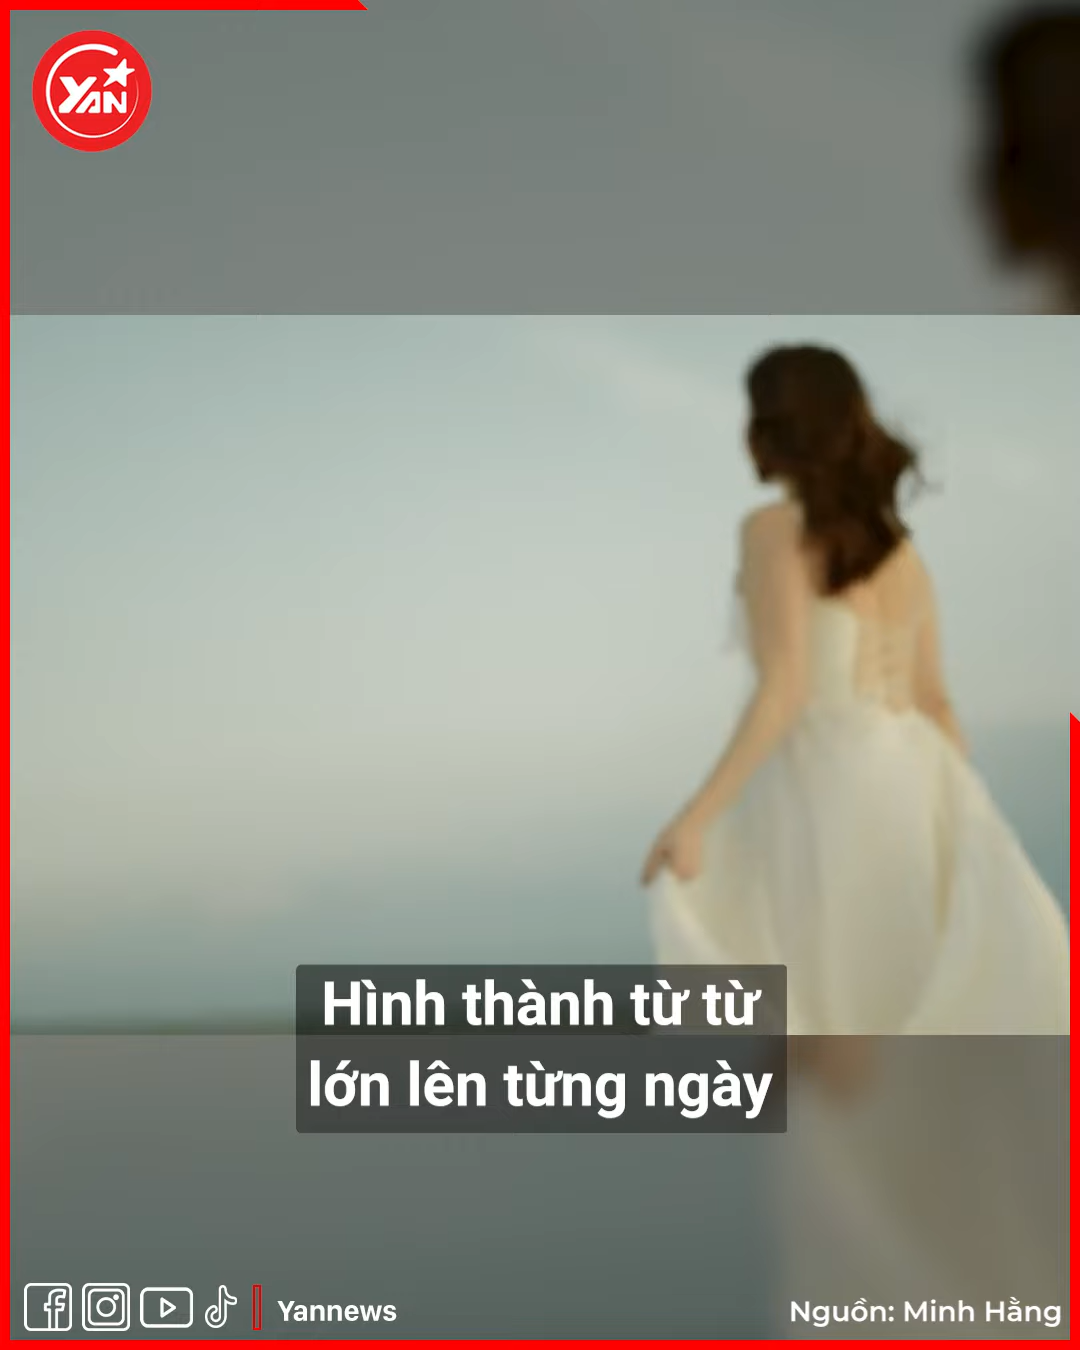 YAN
Hình thành từ từ
lớn lên từng ngày
Yannews
Nguồn: Minh Hằng